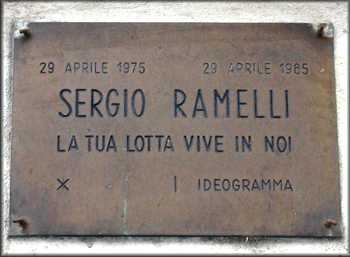 29 APRILE 1975 29 APRILE 1985
SERGIO RAMELLI
LA TUA LOTTA VIVE IN NOI
X | IDEOGRAMMA